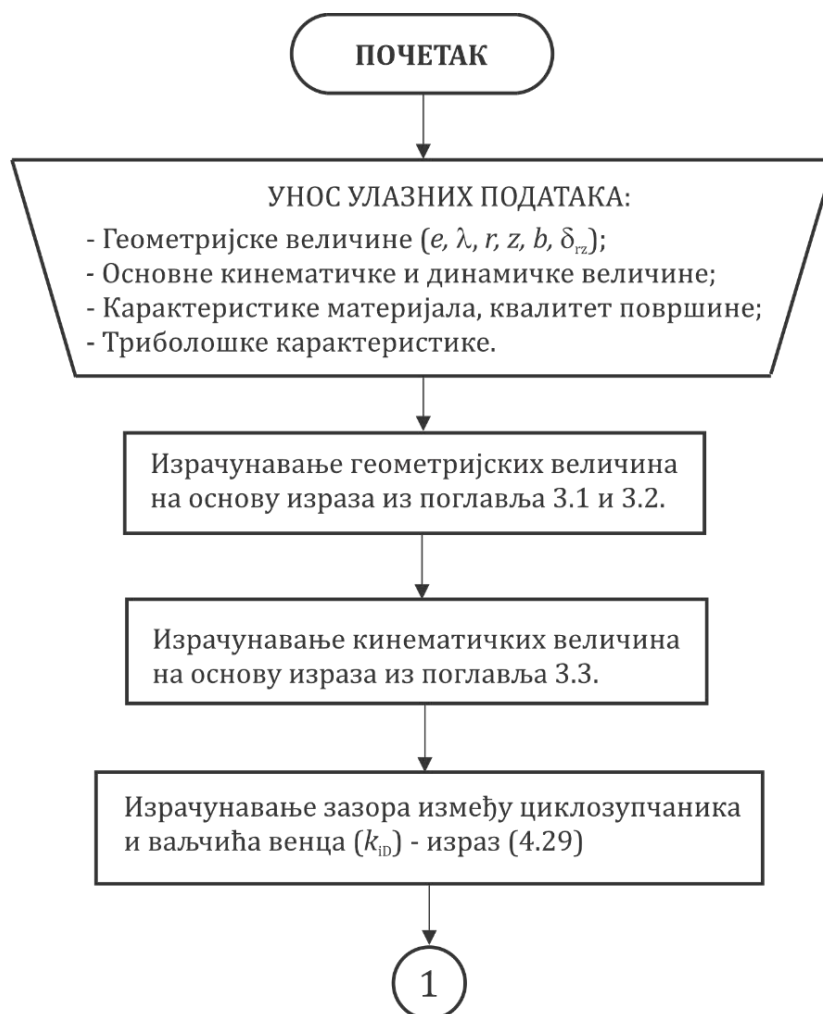 ПОЧЕТАК
УНОС УЛАЗНИХ ПОДАТАКА:
- Геометријске величине (e, λ, r, z, b, δrz);
- Основне кинематичке и динамичке величине;
- Карактеристике материјала, квалитет површине;
- Триболошке карактеристике.
Израчунавање геометријских величина
на основу израза из поглавља 3.1 и 3.2.
Израчунавање кинематичких величина
на основу израза из поглавља 3.3.
Израчунавање зазора између циклозупчаника
и ваљчића венца (kiD) - израз (4.29)
1